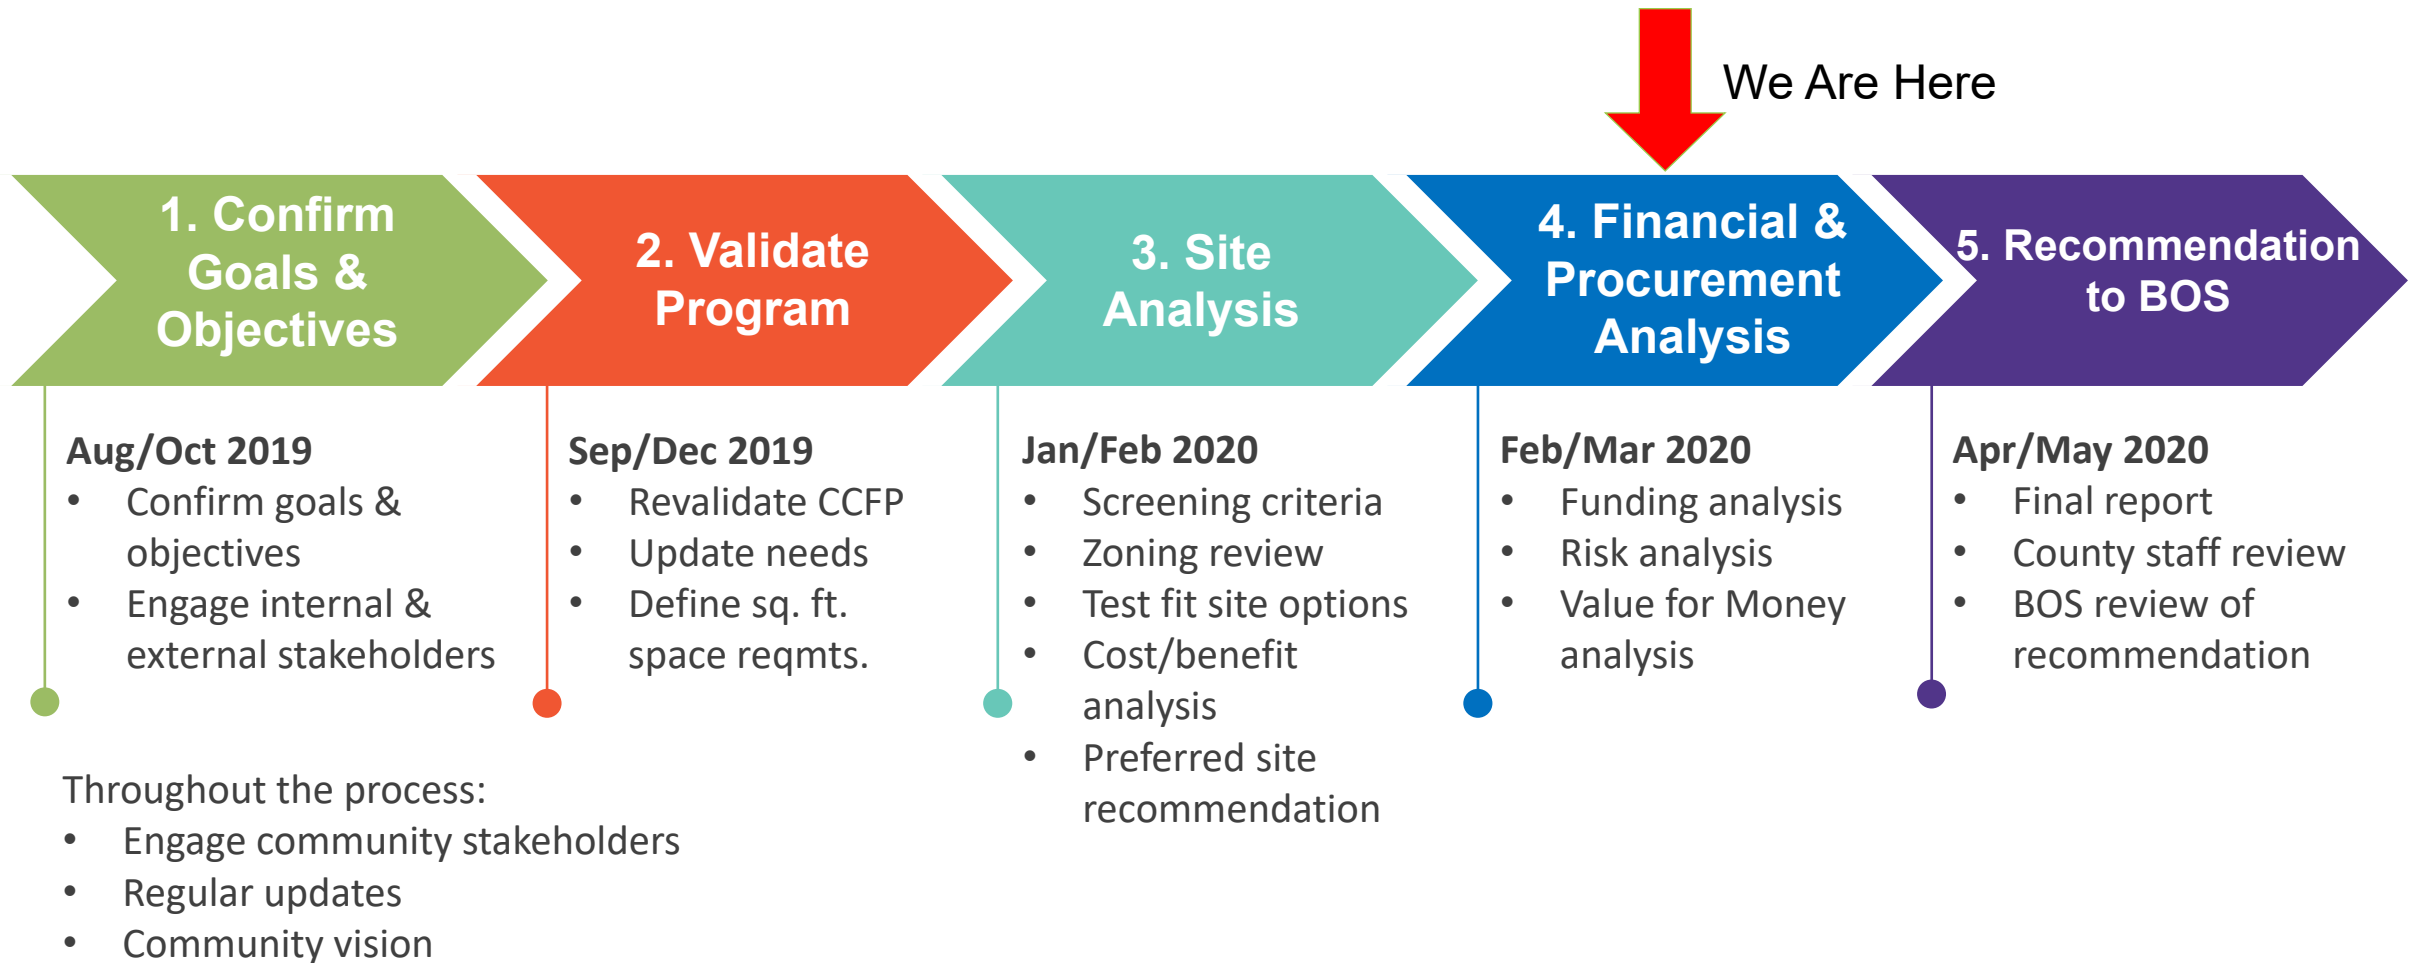 We Are Here
1. Confirm
Goals &
Objectives
2. Validate
Program
3. Site
Analysis
4. Financial &
Procurement
Analysis
5. Recommendation
to BOS
Aug/Oct 2019
• Confirm goals &
objectives
• Engage internal &
external stakeholders
Sep/Dec 2019
• Revalidate CCFP
• Update needs
• Define sq. ft.
space reqmts.
Jan/Feb 2020
• Screening criteria
• Zoning review
• Test fit site options
• Cost/benefit
analysis
• Preferred site
recommendation
Feb/Mar 2020
• Funding analysis
• Risk analysis
• Value for Money
analysis
Apr/May 2020
• Final report
• County staff review
• BOS review of
recommendation
Throughout the process:
• Engage community stakeholders
• Regular updates
• Community vision